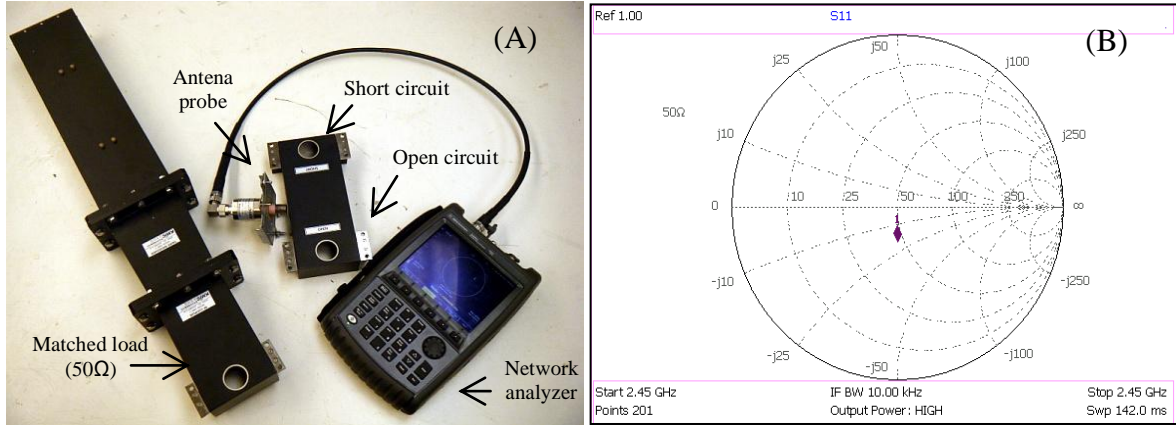 (A)
Antena
probe
Short circuit
Open circuit
Matched load
(50Ω)
Network
analyzer
Ref 1.00
S11
(B)
50Ω
j50
j100
j250
j10
j25
0
10
25
50
100
250
∞
-j10
-j25
-j50
-j100
-j250
Start 2.45 GHz
IF BW 10.00 kHz
Stop 2.45 GHz
Points 201
Output Power: HIGH
Swp 142.0 ms